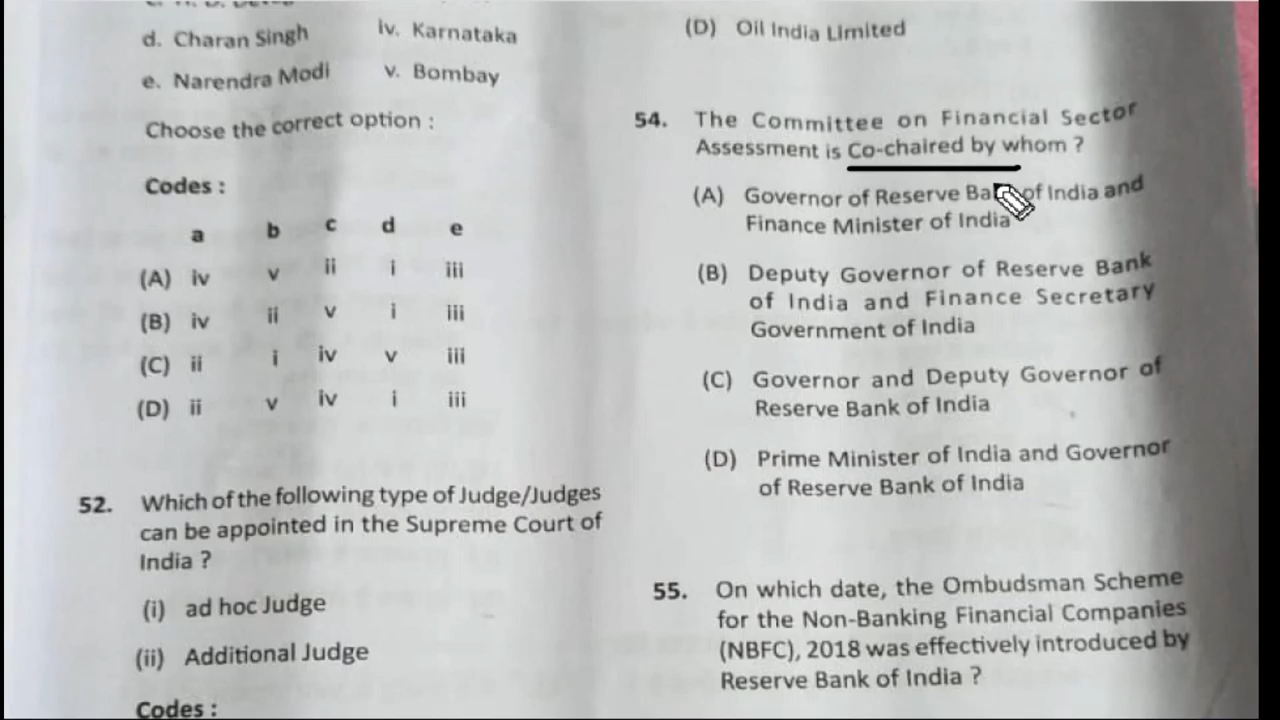 d. Charan Singh iv. Karnataka
e. Narendra Modi v. Bombay
Choose the correct option :
Codes :
a b c d e
(A) iv v ii i iii
(B) iv ii v i iii
(C) ii i iv v iii
(D) ii v iv i iii
52. Which of the following type of Judge/Judges
can be appointed in the Supreme Court of
India ?
(i) ad hoc Judge
(ii) Additional Judge
Codes :
(D) Oil India Limited
54. The Committee on Financial Sector
Assessment is Co-chaired by whom ?
(A) Governor of Reserve Bank of India and
Finance Minister of India
(B) Deputy Governor of Reserve Bank
of India and Finance Secretary
Government of India
(C) Governor and Deputy Governor of
Reserve Bank of India
(D) Prime Minister of India and Governor
of Reserve Bank of India
55. On which date, the Ombudsman Scheme
for the Non-Banking Financial Companies
(NBFC), 2018 was effectively introduced by
Reserve Bank of India ?